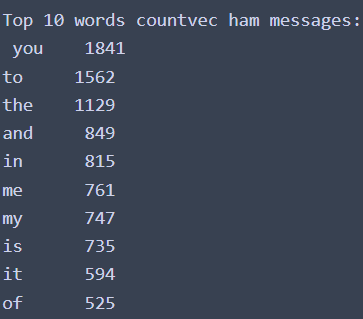 Top 10 words countvec ham messages:
you 1841
to 1562
the 1129
and 849
in 815
me 761
my 747
is 735
it 594
of 525